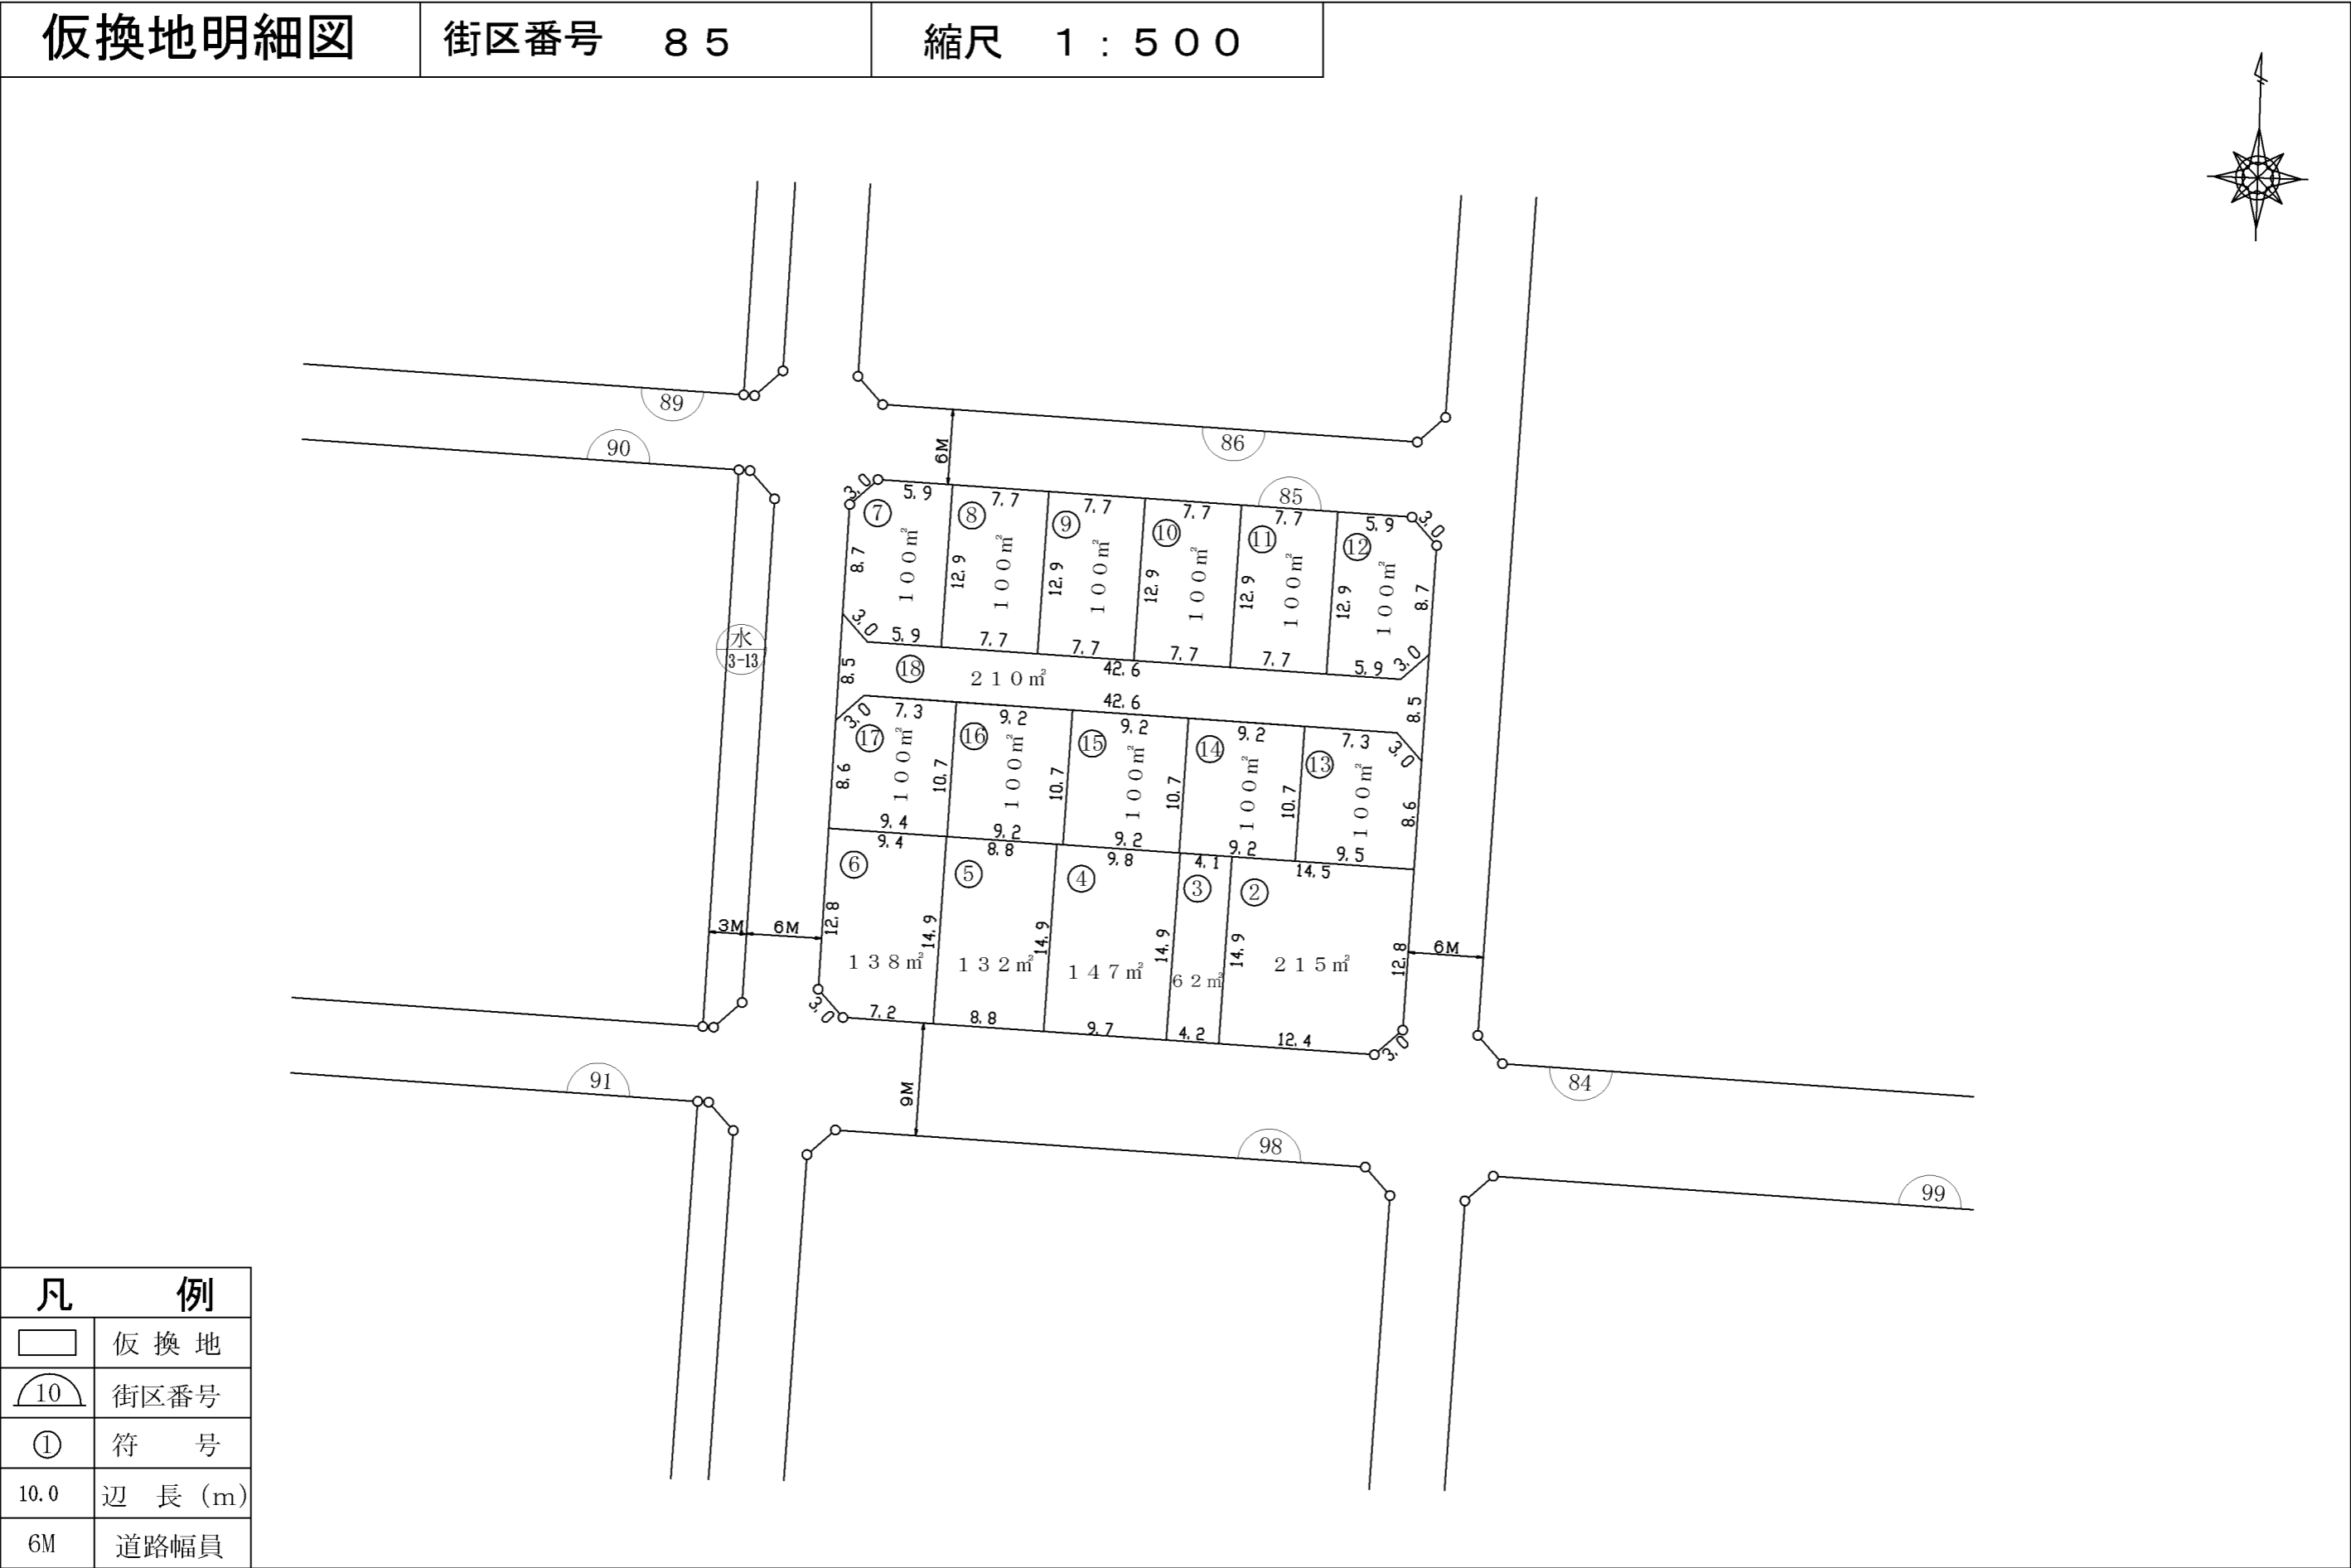 仮換地明細図 街区番号 ８５ 縮尺 １：５００
89
90
86
85
6M
3.0 5.9 7.7 7.7 7.7 7.7 5.9 3.0
⑦ ⑧ ⑨ ⑩ ⑪ ⑫
8.7 12.9 12.9 12.9 12.9 12.9 8.7
１００㎡ １００㎡ １００㎡ １００㎡ １００㎡ １００㎡
3.0 5.9 7.7 7.7 7.7 7.7 5.9 3.0
水
3-13
8.5 ⑱ ２１０㎡ 42.6 8.5
42.6
3.0 7.3 9.2 9.2 9.2 7.3 3.0
⑰ ⑯ ⑮ ⑭ ⑬
8.6 10.7 10.7 10.7 10.7 8.6
１００㎡ １００㎡ １００㎡ １００㎡ １００㎡
9.4 9.2 9.2 9.2 9.5
9.4 8.8 9.8 4.1 14.5
⑥ ⑤ ④ ③ ②
3M 6M 12.8 14.9 14.9 14.9 14.9 12.8 6M
１３８㎡ １３２㎡ １４７㎡ ６２㎡ ２１５㎡
3.0 7.2 8.8 9.7 4.2 12.4 3.0
91
9M
84
98
99
凡 例
仮換地
10 街区番号
① 符 号
10.0 辺 長（m）
6M 道路幅員